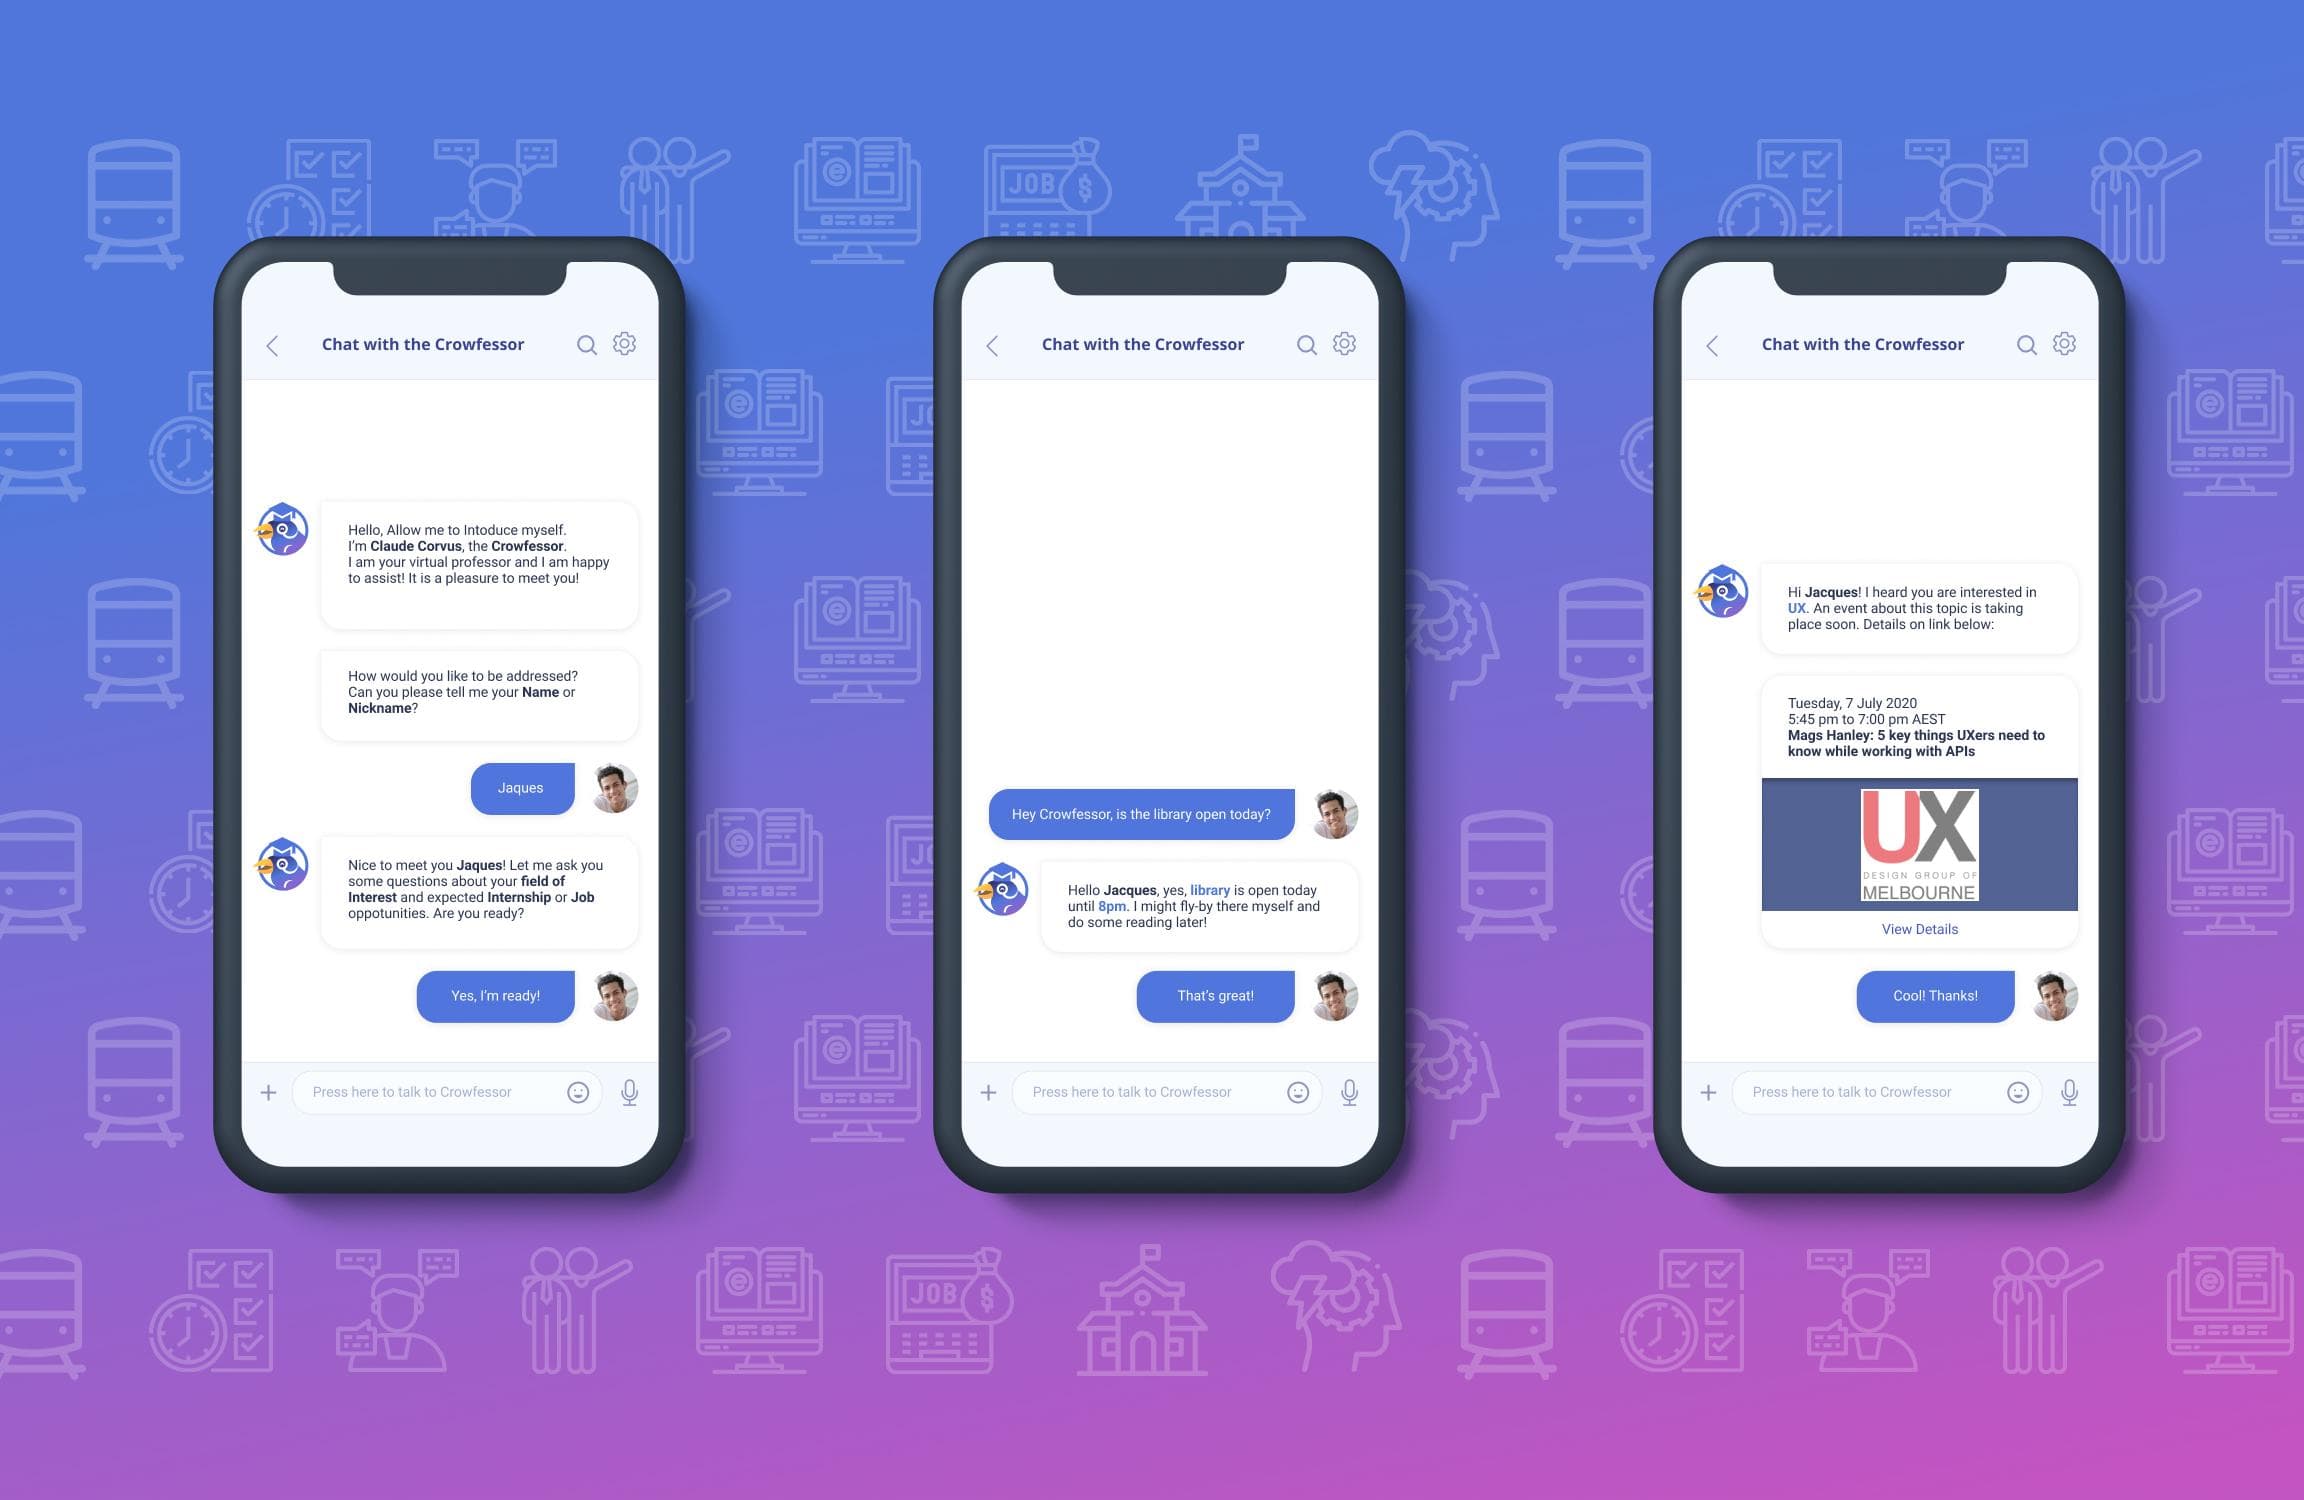 JOB
$
JO
Chat with the Crowfessor
Hello, Allow me to Intoduce myself.
I'm Claude Corvus, the Crowfessor.
I am your virtual professor and I am happy
to assist! It is a pleasure to meet you!
How would you like to be addressed?
Can you please tell me your Name or
Nickname?
Jaques
Nice to meet you Jaques! Let me ask you
some questions about your field of
Interest and expected Internship or Job
oppotunities. Are you ready?
Yes, I'm ready!
Press here to talk to Crowfessor
Chat with the Crowfessor
Hey Crowfessor, is the library open today?
Hello Jacques, yes, library is open today
until 8pm. I might fly-by there myself and
do some reading later!
That's great!
Press here to talk to Crowfessor
Chat with the Crowfessor
Hi Jacques! I heard you are interested in
UX. An event about this topic is taking
place soon. Details on link below:
Tuesday, 7 July 2020
5:45 pm to 7:00 pm AEST
Mags Hanley: 5 key things UXers need to
know while working with APIs
UX
DESIGN GROUP OF
MELBOURNE
View Details
Cool! Thanks!
Press here to talk to Crowfessor
JOB
$